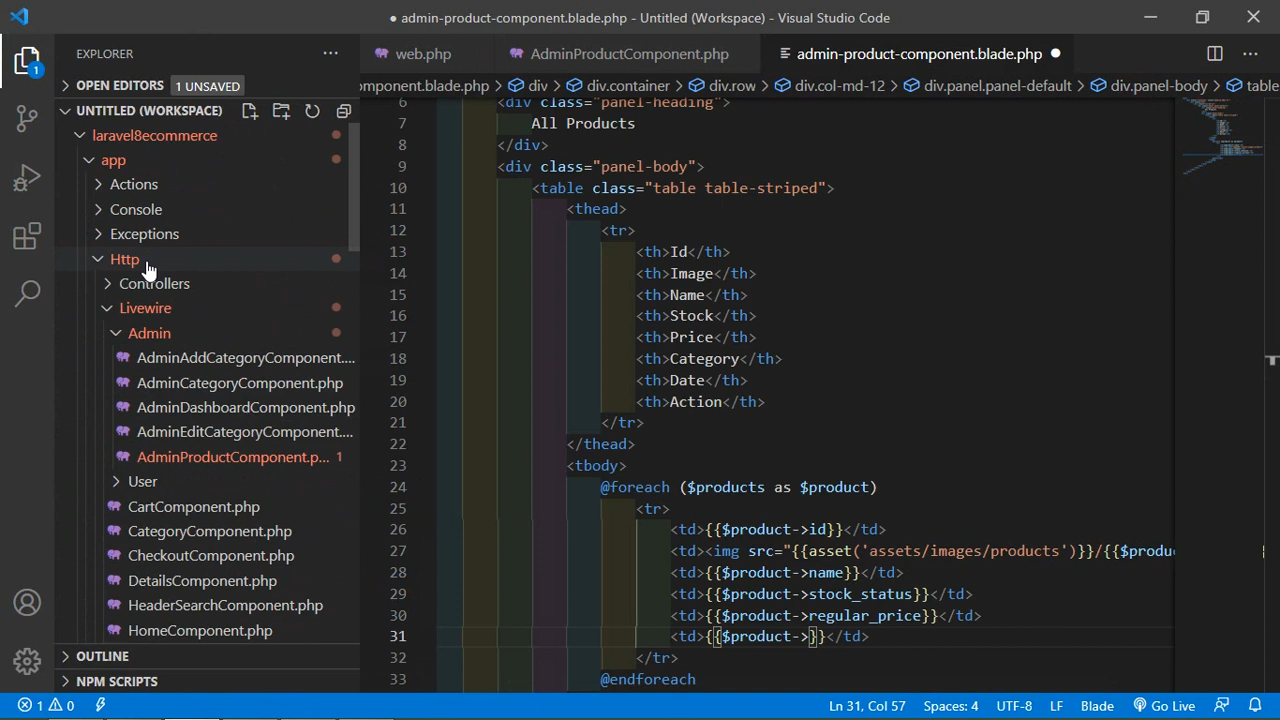 ● admin-product-component.blade.php - Untitled (Workspace) - Visual Studio Code
EXPLORER
web.php
AdminProductComponent.php
admin-product-component.blade.php ●
OPEN EDITORS 1 UNSAVED
omponent.blade.php > div > div.container > div.row > div.col-md-12 > div.panel.panel-default > div.panel-body > table
UNTITLED (WORKSPACE)
laravel8ecommerce
app
Actions
Console
Exceptions
Http
Controllers
Livewire
Admin
AdminAddCategoryComponent....
AdminCategoryComponent.php
AdminDashboardComponent.php
AdminEditCategoryComponent....
AdminProductComponent.p... 1
User
CartComponent.php
CategoryComponent.php
CheckoutComponent.php
DetailsComponent.php
HeaderSearchComponent.php
HomeComponent.php
OUTLINE
NPM SCRIPTS
1
6 <div class="panel-heading">
7 All Products
8 </div>
9 <div class="panel-body">
10 <table class="table table-striped">
11 <thead>
12 <tr>
13 <th>Id</th>
14 <th>Image</th>
15 <th>Name</th>
16 <th>Stock</th>
17 <th>Price</th>
18 <th>Category</th>
19 <th>Date</th>
20 <th>Action</th>
21 </tr>
22 </thead>
23 <tbody>
24 @foreach ($products as $product)
25 <tr>
26 <td>{{$product->id}}</td>
27 <td><img src="{{asset('assets/images/products')}}/{{$produ
28 <td>{{$product->name}}</td>
29 <td>{{$product->stock_status}}</td>
30 <td>{{$product->regular_price}}</td>
31 <td>{{$product->}}</td>
32 </tr>
33 @endforeach
1 0
Ln 31, Col 57
Spaces: 4
UTF-8
LF
Blade
Go Live